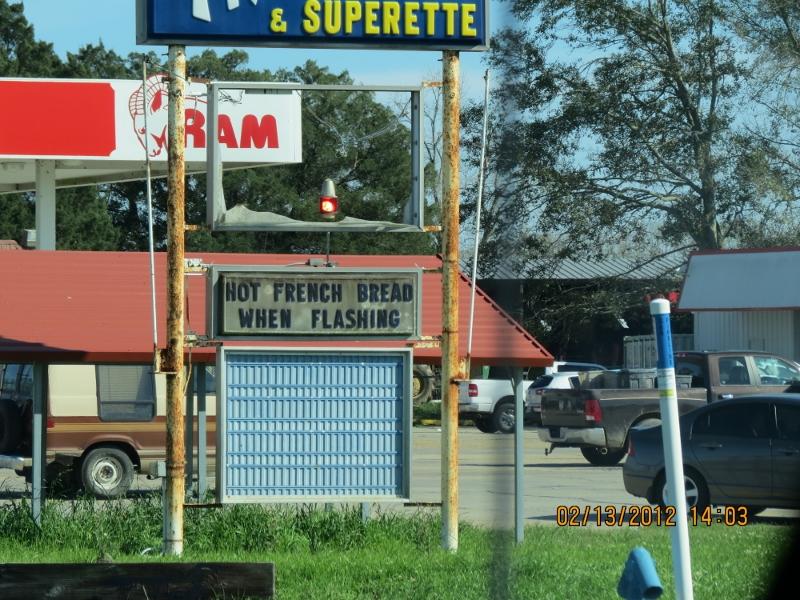 & SUPERETTE
RAM
HOT FRENCH BREAD
WHEN FLASHING
02/13/2012 14:03